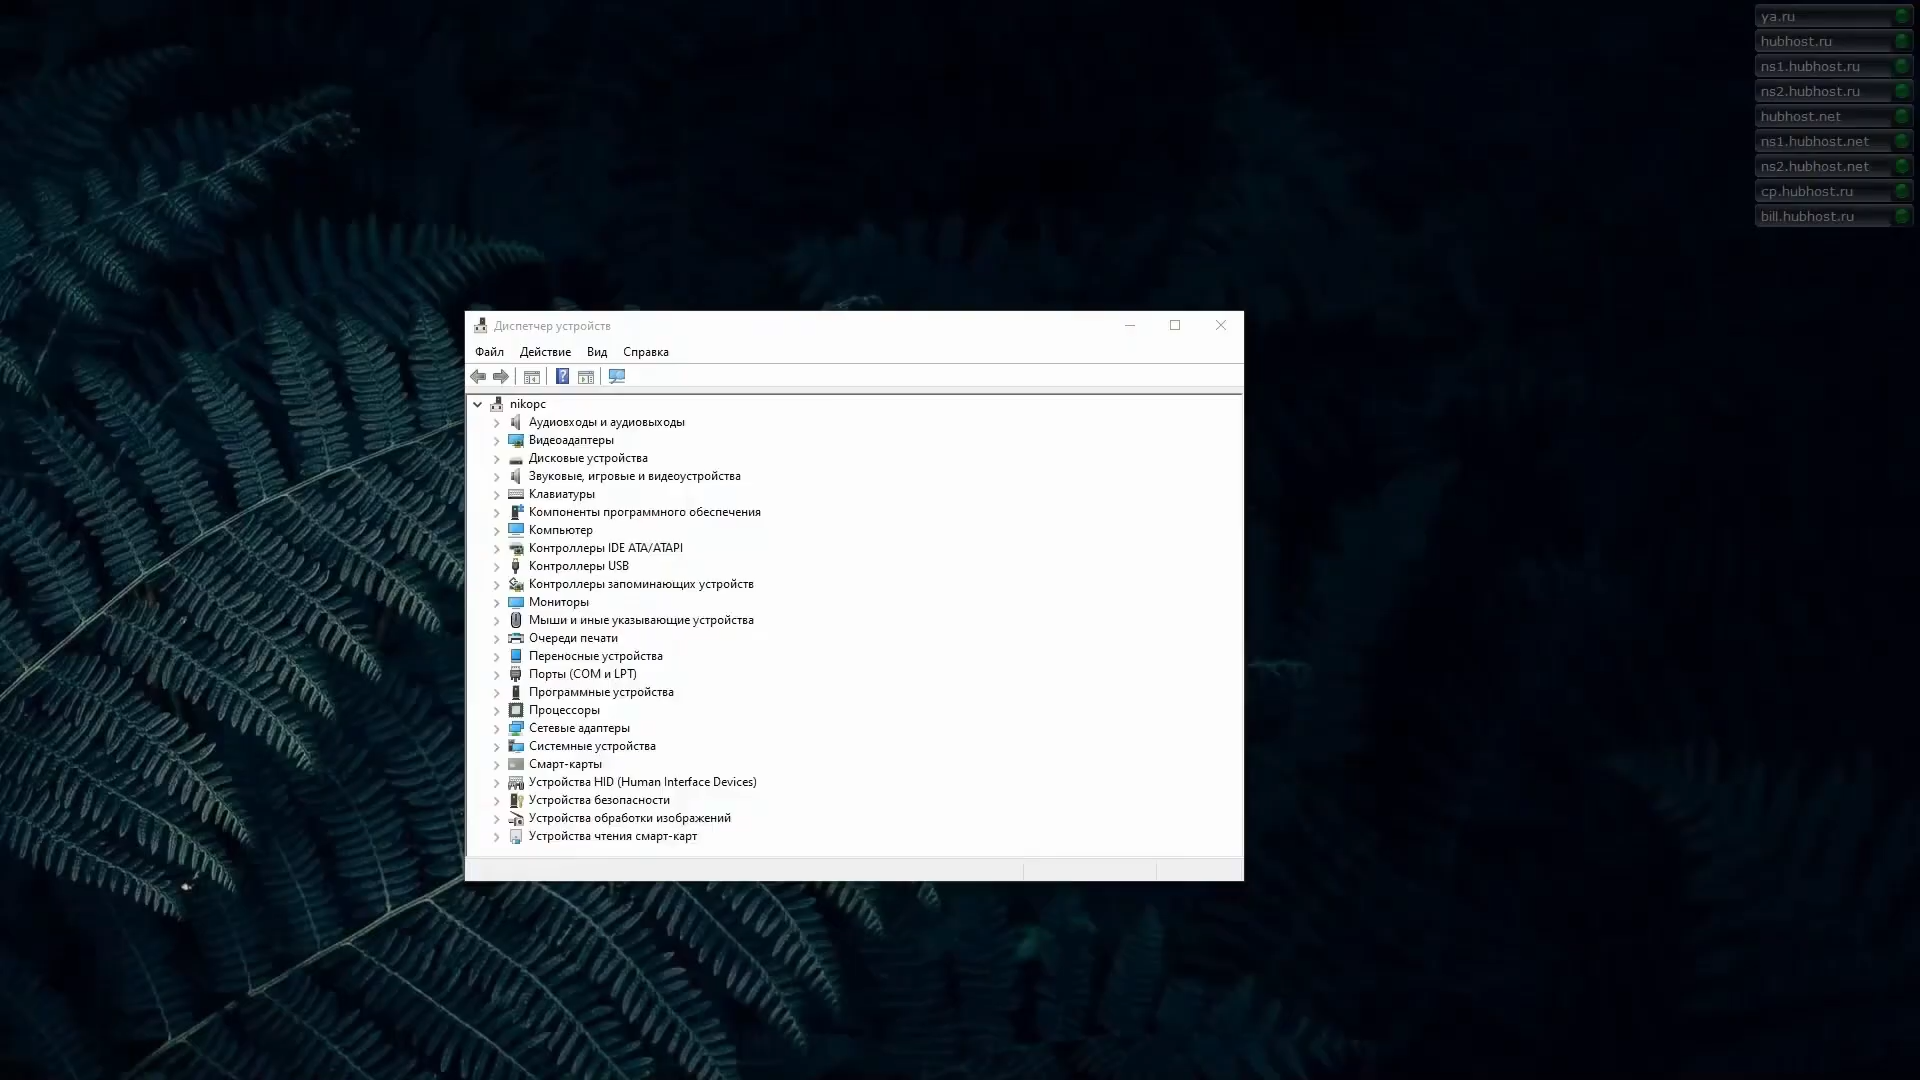 ya.ru
hubhost.ru
ns1.hubhost.ru
ns2.hubhost.ru
hubhost.net
ns1.hubhost.net
ns2.hubhost.net
cp.hubhost.ru
bill.hubhost.ru
Диспетчер устройств
Файл Действие Вид Справка
nikopc
Аудиовходы и аудиовыходы
Видеоадаптеры
Дисковые устройства
Звуковые, игровые и видеоустройства
Клавиатуры
Компоненты программного обеспечения
Компьютер
Контроллеры IDE ATA/ATAPI
Контроллеры USB
Контроллеры запоминающих устройств
Мониторы
Мыши и иные указывающие устройства
Очереди печати
Переносные устройства
Порты (COM и LPT)
Программные устройства
Процессоры
Сетевые адаптеры
Системные устройства
Смарт-карты
Устройства HID (Human Interface Devices)
Устройства безопасности
Устройства обработки изображений
Устройства чтения смарт-карт